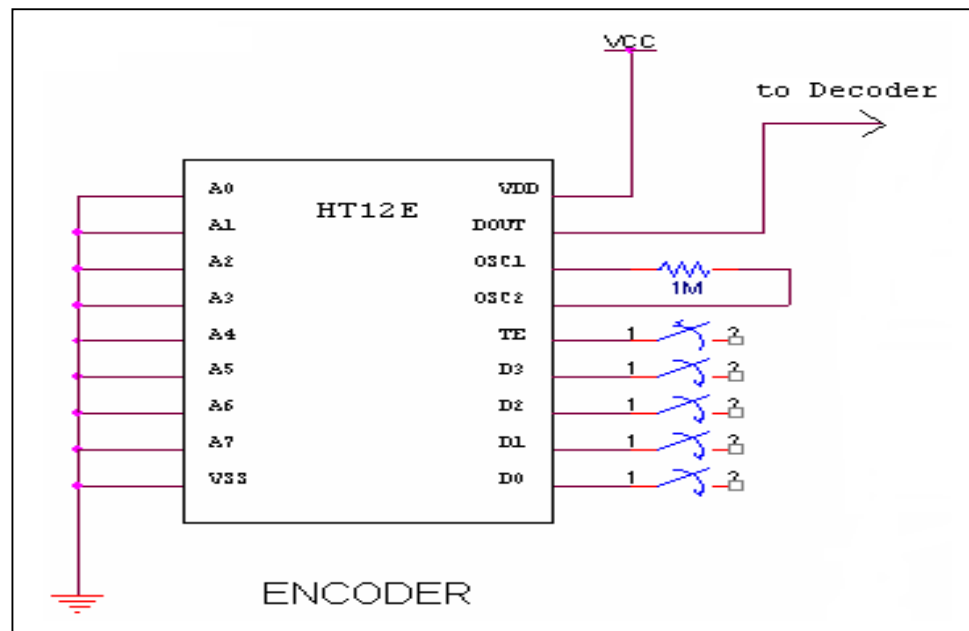 VCC
to Decoder
A0 VDD
HT12E
A1 DOUT
A2 OSC1
1M
A3 OSC2
A4 TE 1 2
A5 D3 1 2
A6 D2 1 2
A7 D1 1 2
VSS D0 1 2
ENCODER